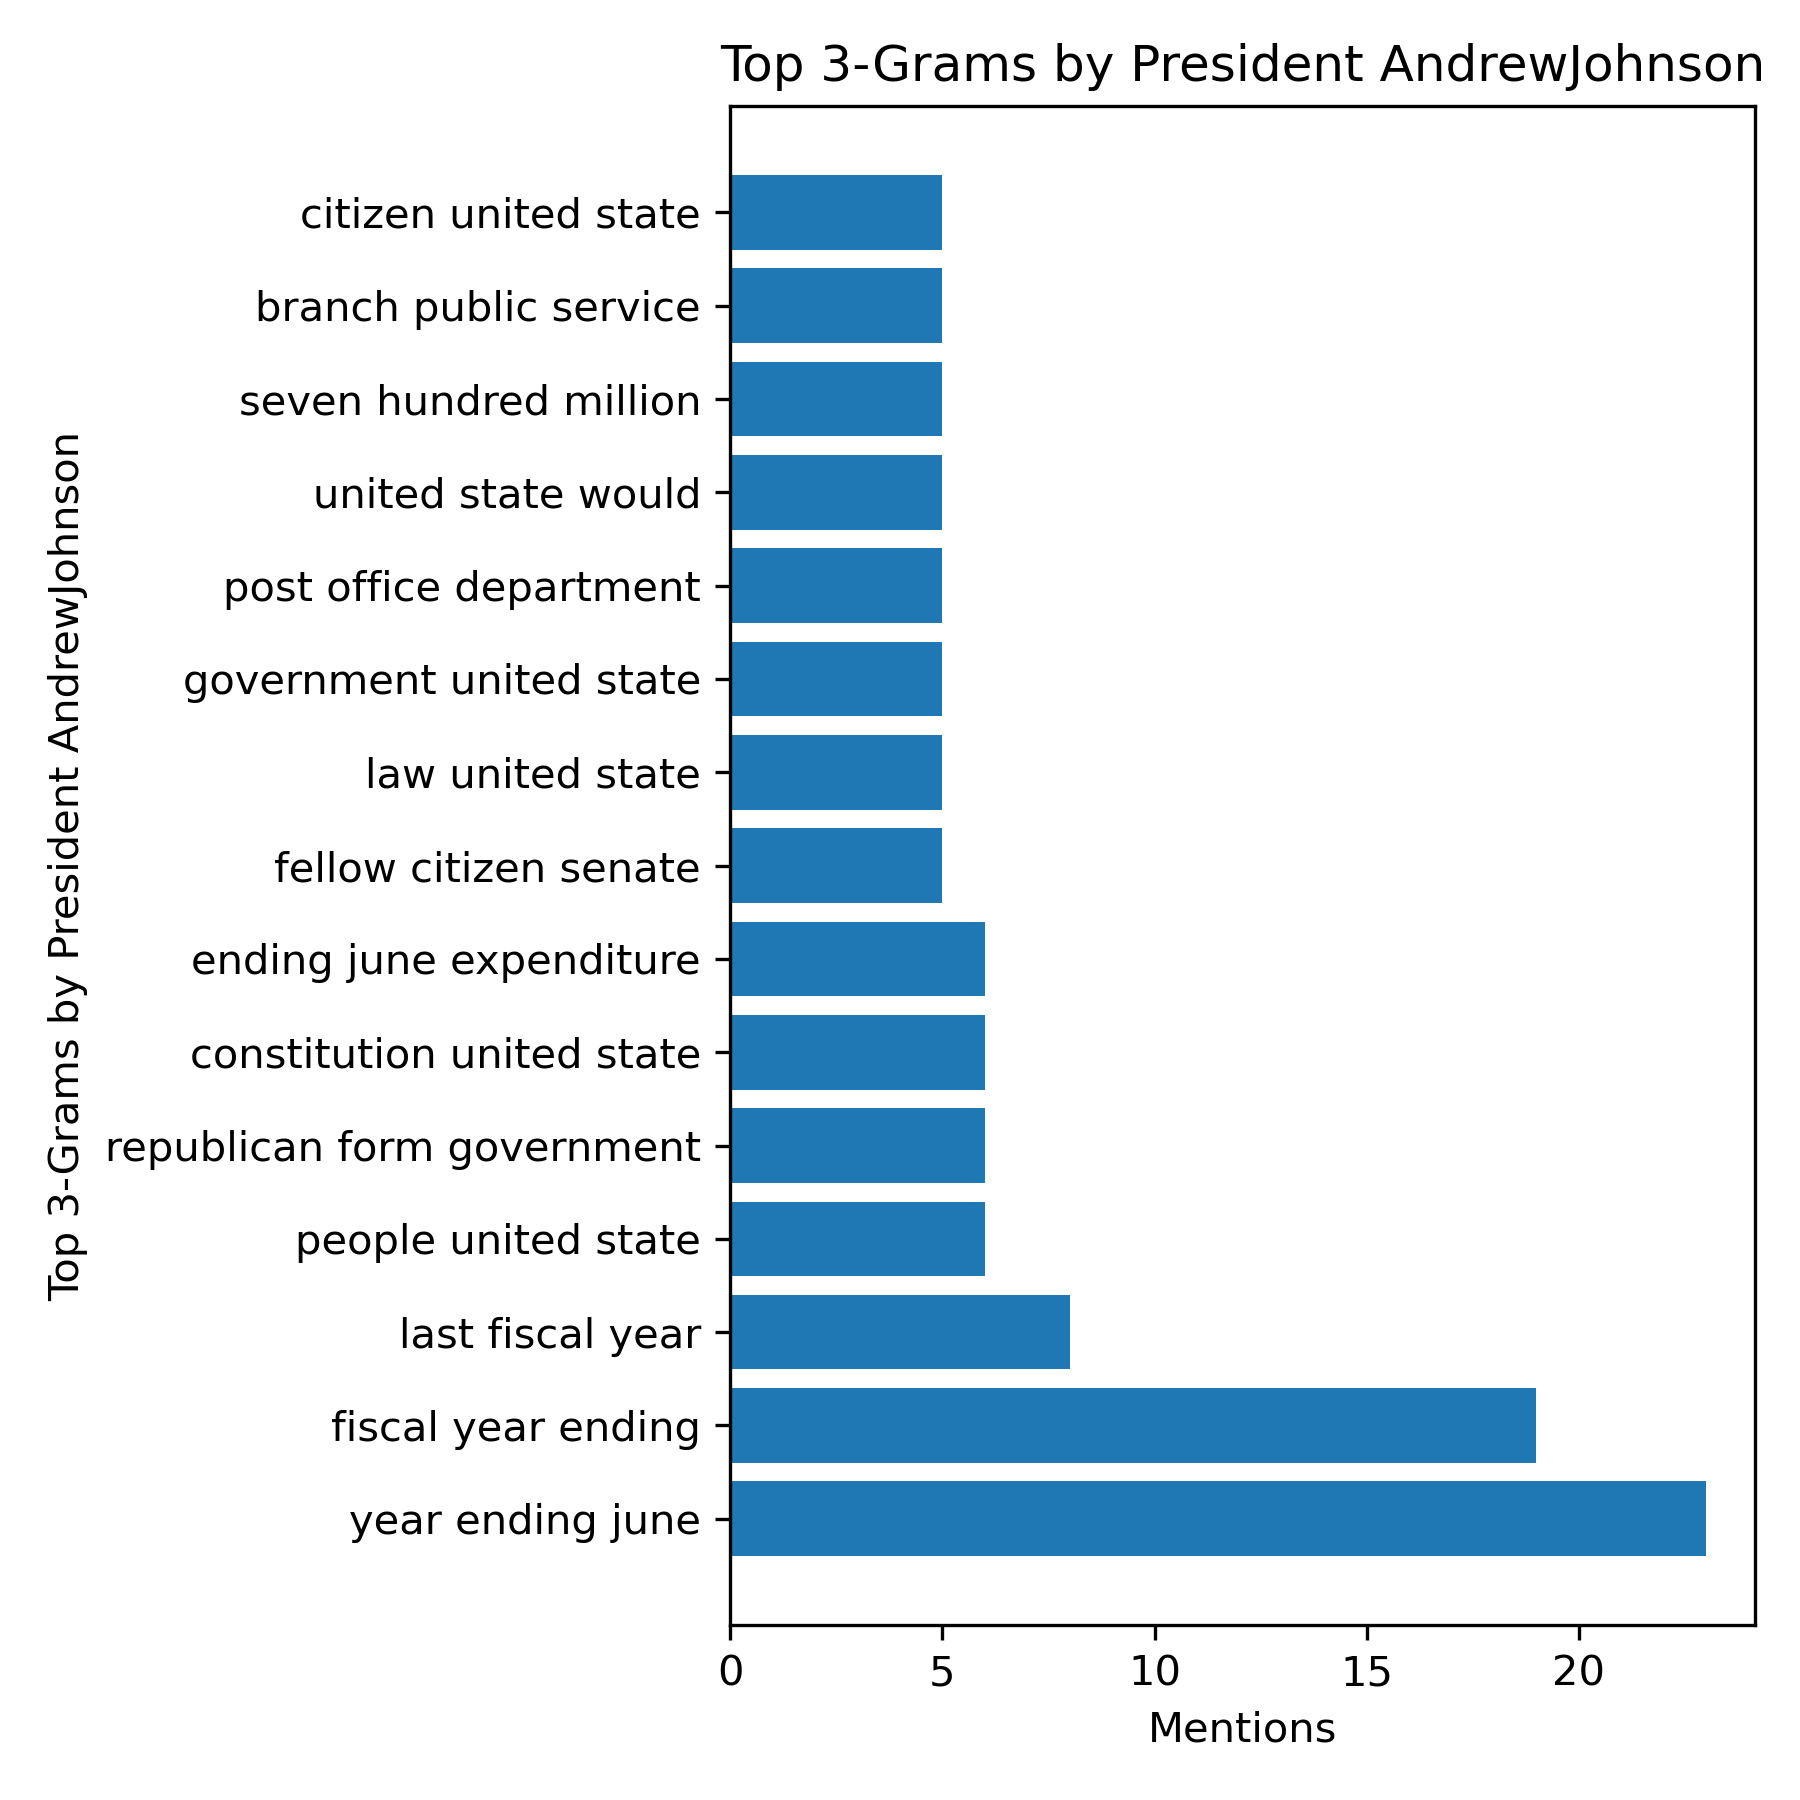 Top 3-Grams by President AndrewJohnson
Top 3-Grams by President AndrewJohnson
citizen united state
branch public service
seven hundred million
united state would
post office department
government united state
law united state
fellow citizen senate
ending june expenditure
constitution united state
republican form government
people united state
last fiscal year
fiscal year ending
year ending june
0 5 10 15 20
Mentions